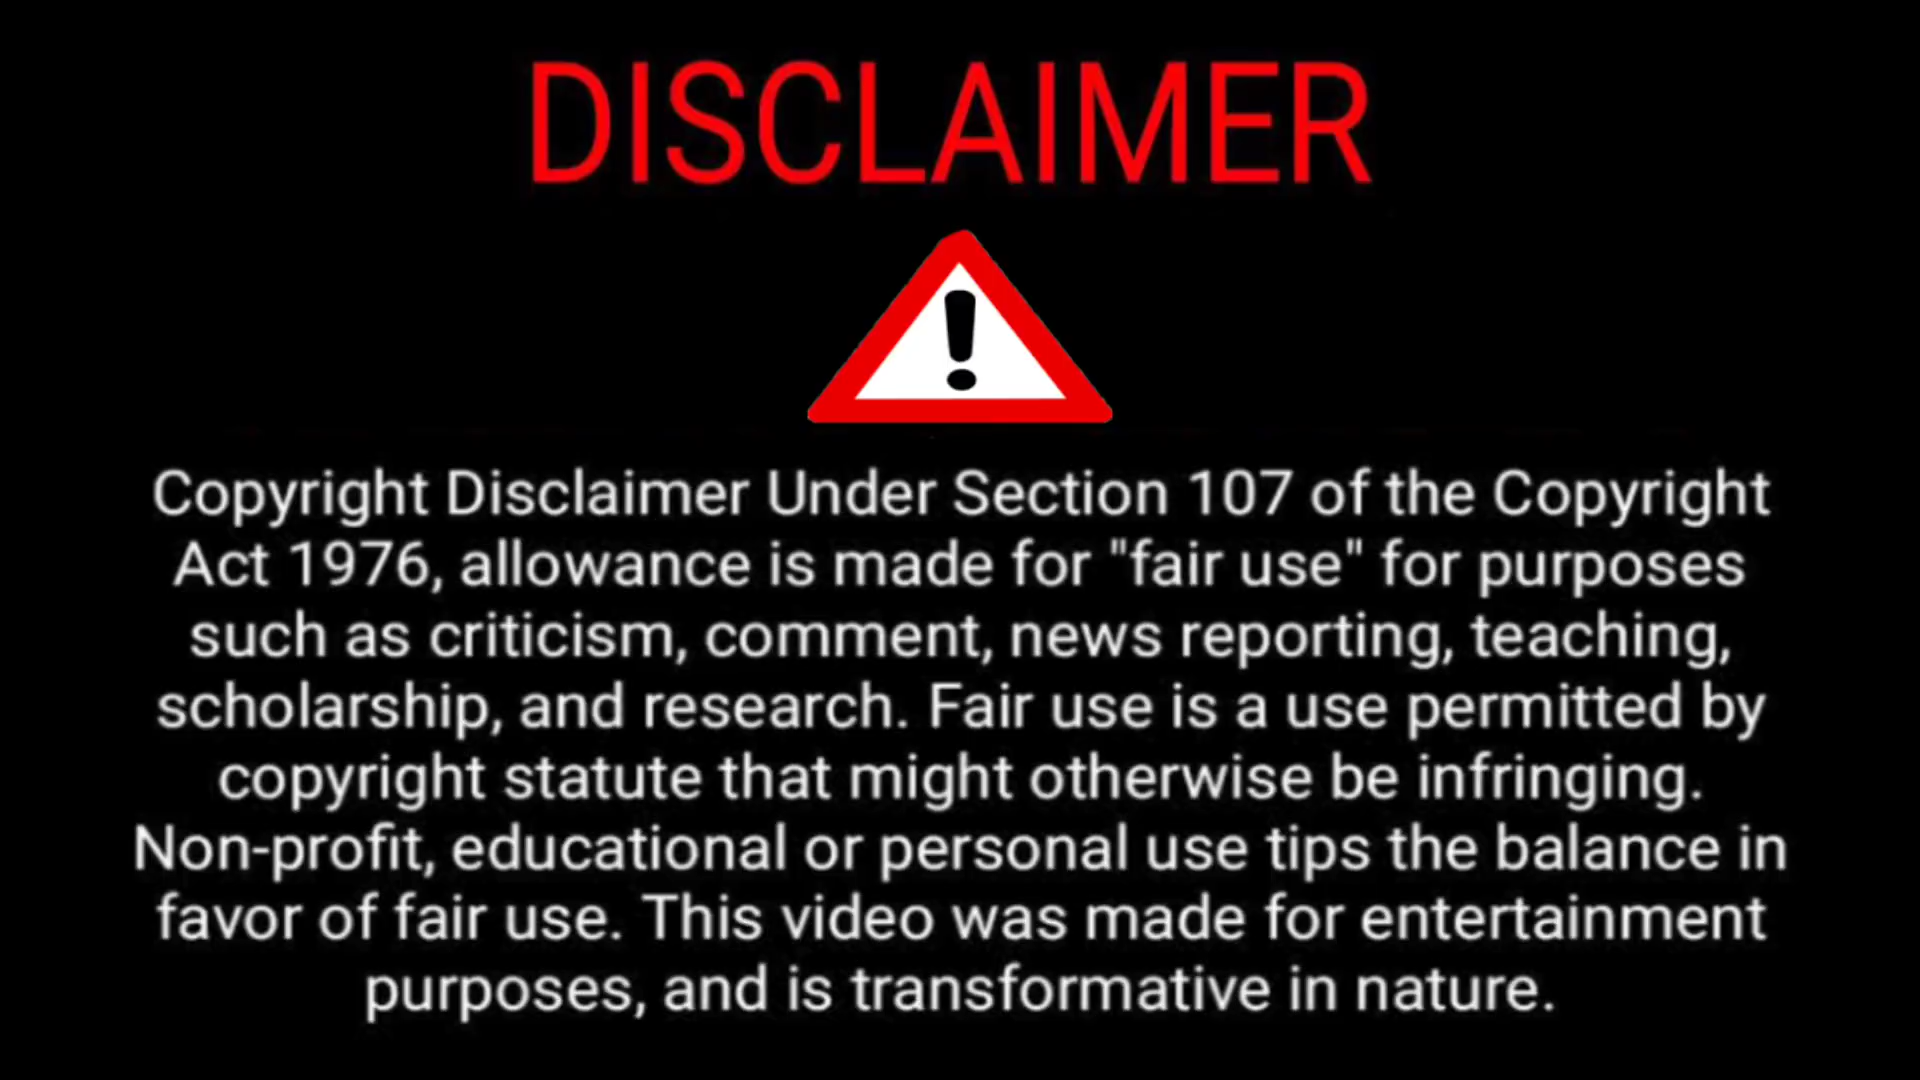 DISCLAIMER
Copyright Disclaimer Under Section 107 of the Copyright
Act 1976, allowance is made for "fair use" for purposes
such as criticism, comment, news reporting, teaching,
scholarship, and research. Fair use is a use permitted by
copyright statute that might otherwise be infringing.
Non-profit, educational or personal use tips the balance in
favor of fair use. This video was made for entertainment
purposes, and is transformative in nature.